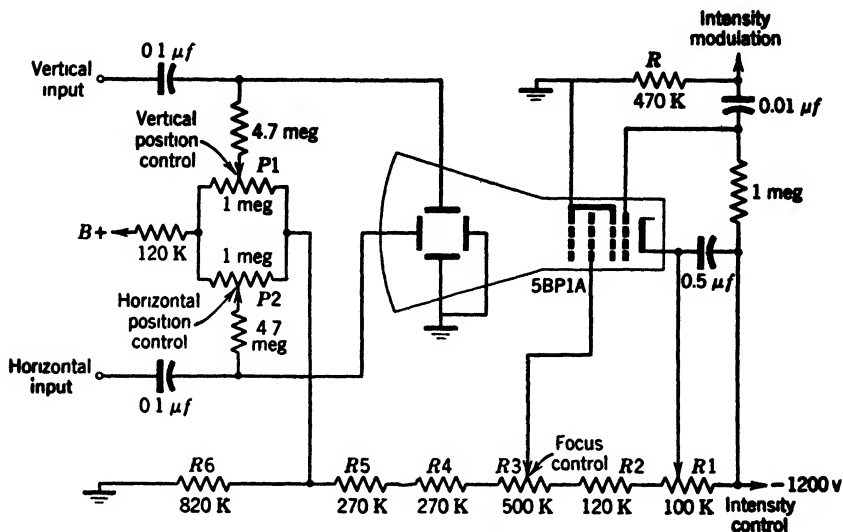 Intensity
modulation
0 1 μf
Vertical
input
R
470 K
0.01 μf
Vertical
position
control
4.7 meg
P1
1 meg
1 meg
B+
120 K
1 meg
P2
5BP1A
0.5 μf
Horizontal
position
control
4 7
meg
Horizontal
input
0 1 μf
R6
820 K
R5
270 K
R4
270 K
R3
500 K
Focus
control
R2
120 K
R1
100 K
-1200 v
Intensity
control